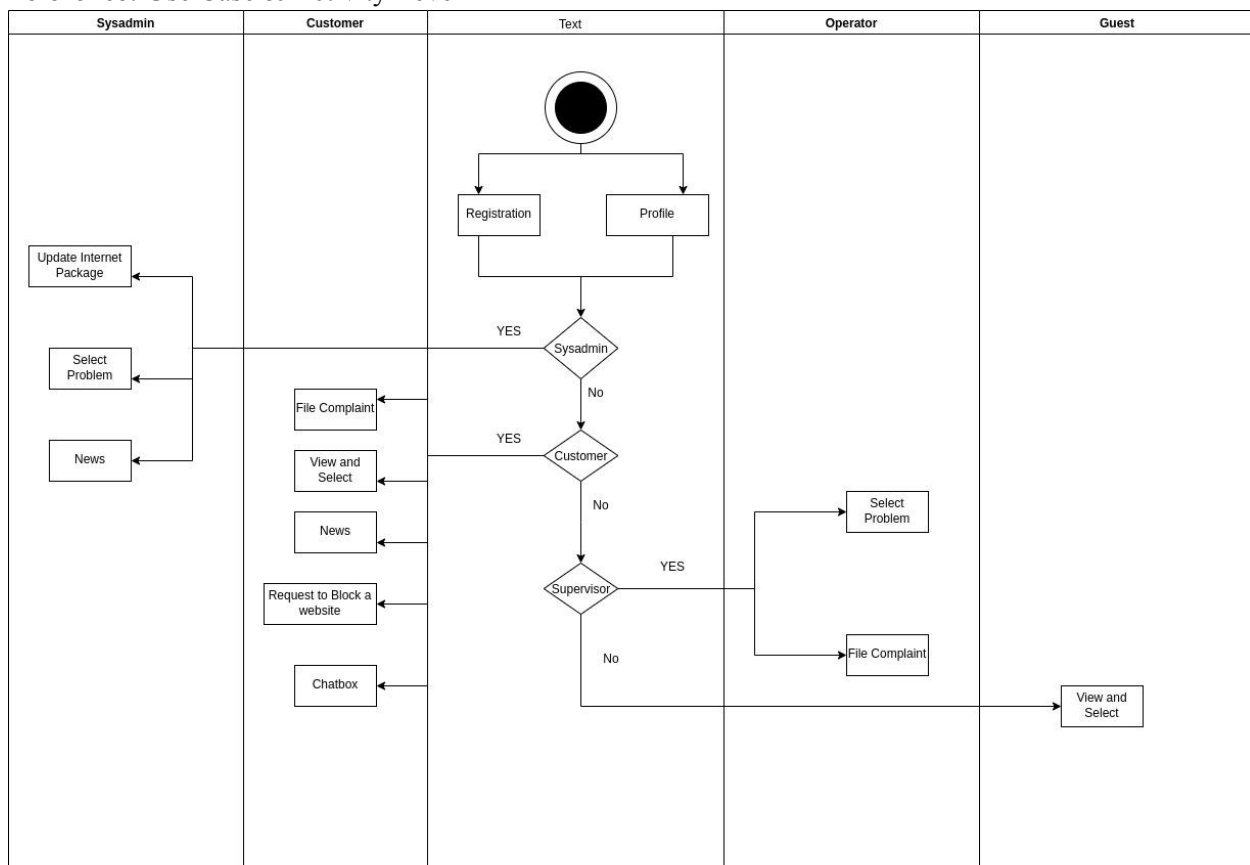 Sysadmin
Customer
Text
Operator
Guest
Registration
Profile
Update Internet
Package
YES
Sysadmin
Select
Problem
No
File Complaint
YES
Customer
News
View and
Select
No
Select
Problem
News
YES
Supervisor
Request to Block a
website
No
File Complaint
Chatbox
View and
Select